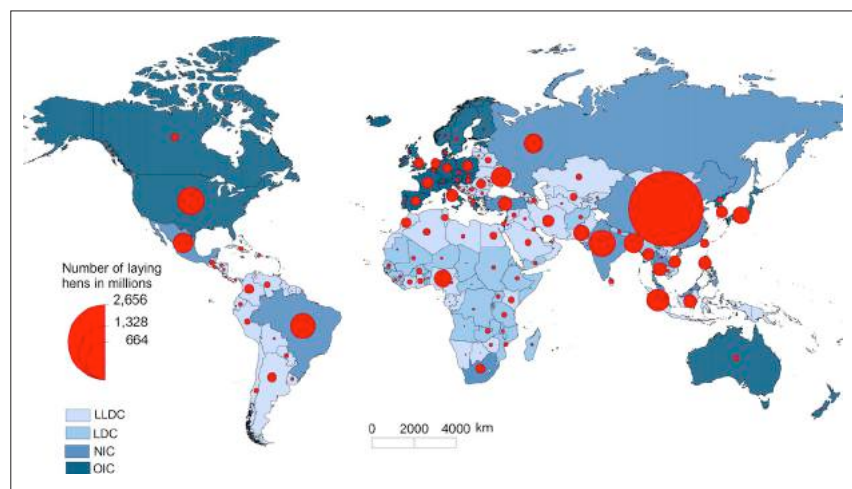 Number of laying
hens in millions
2,656
1,328
664
LLDC
LDC
NIC
OIC
0 2000 4000 km